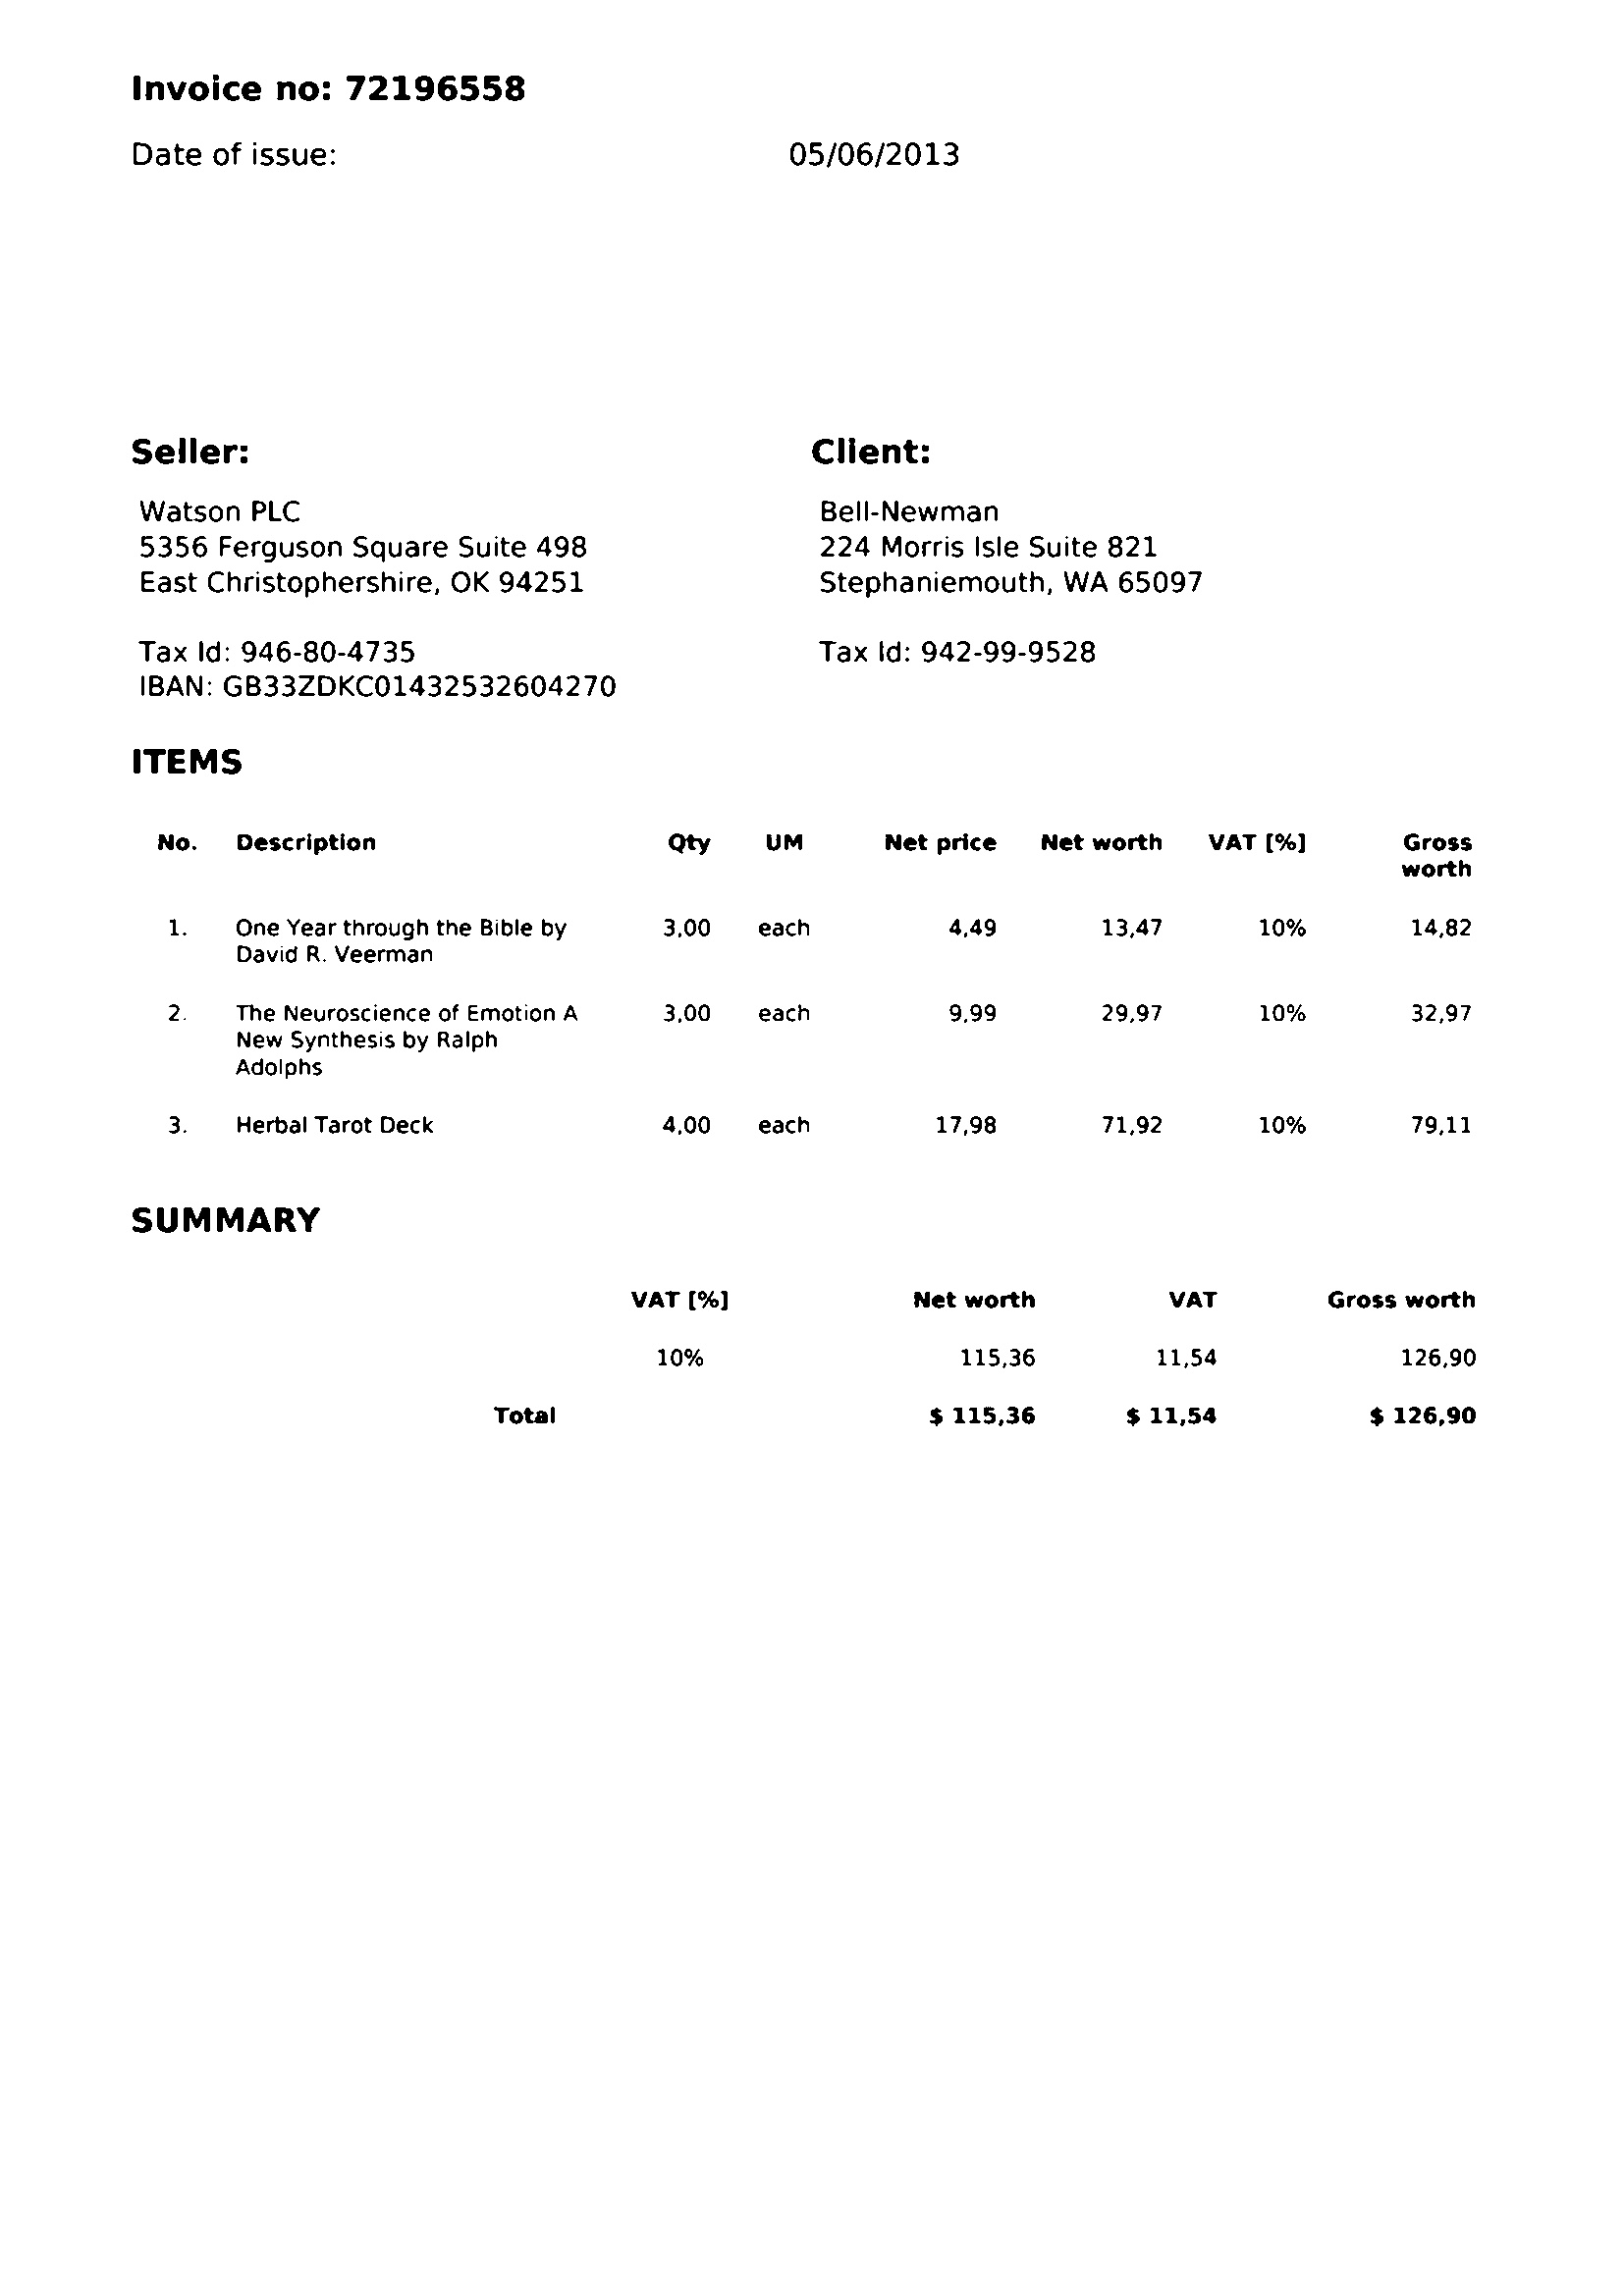 Invoice no: 72196558
Date of issue: 05/06/2013
Seller:
Watson PLC
5356 Ferguson Square Suite 498
East Christophershire, OK 94251
Tax Id: 946-80-4735
IBAN: GB33ZDKC01432532604270
Client:
Bell-Newman
224 Morris Isle Suite 821
Stephaniemouth, WA 65097
Tax Id: 942-99-9528
ITEMS
No. Description Qty UM Net price Net worth VAT [%] Gross
worth
1. One Year through the Bible by 3,00 each 4,49 13,47 10% 14,82
David R. Veerman
2. The Neuroscience of Emotion A 3,00 each 9,99 29,97 10% 32,97
New Synthesis by Ralph
Adolphs
3. Herbal Tarot Deck 4,00 each 17,98 71,92 10% 79,11
SUMMARY
VAT [%] Net worth VAT Gross worth
10% 115,36 11,54 126,90
Total $ 115,36 $ 11,54 $ 126,90